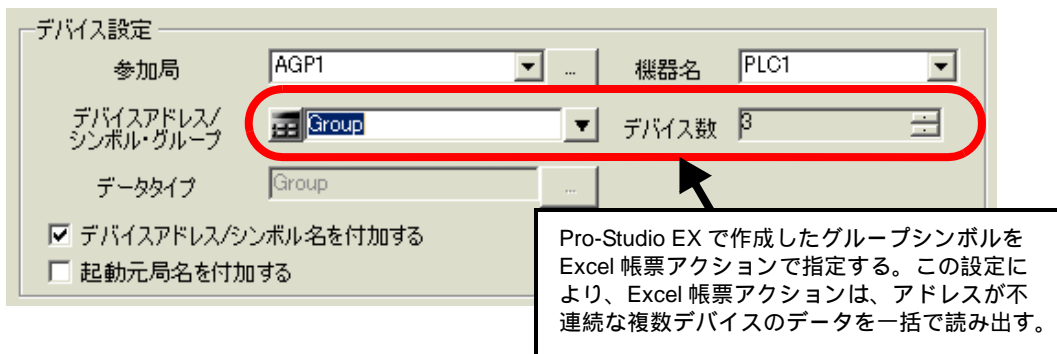 デバイス設定
参加局 AGP1 ... 機器名 PLC1
デバイスアドレス/
シンボル・グループ Group デバイス数 3
データタイプ Group ...
デバイスアドレス/シンボル名を付加する
起動元局名を付加する
Pro-Studio EX で作成したグループシンボルを
Excel 帳票アクションで指定する。この設定に
より、Excel 帳票アクションは、アドレスが不
連続な複数デバイスのデータを一括で読み出す。